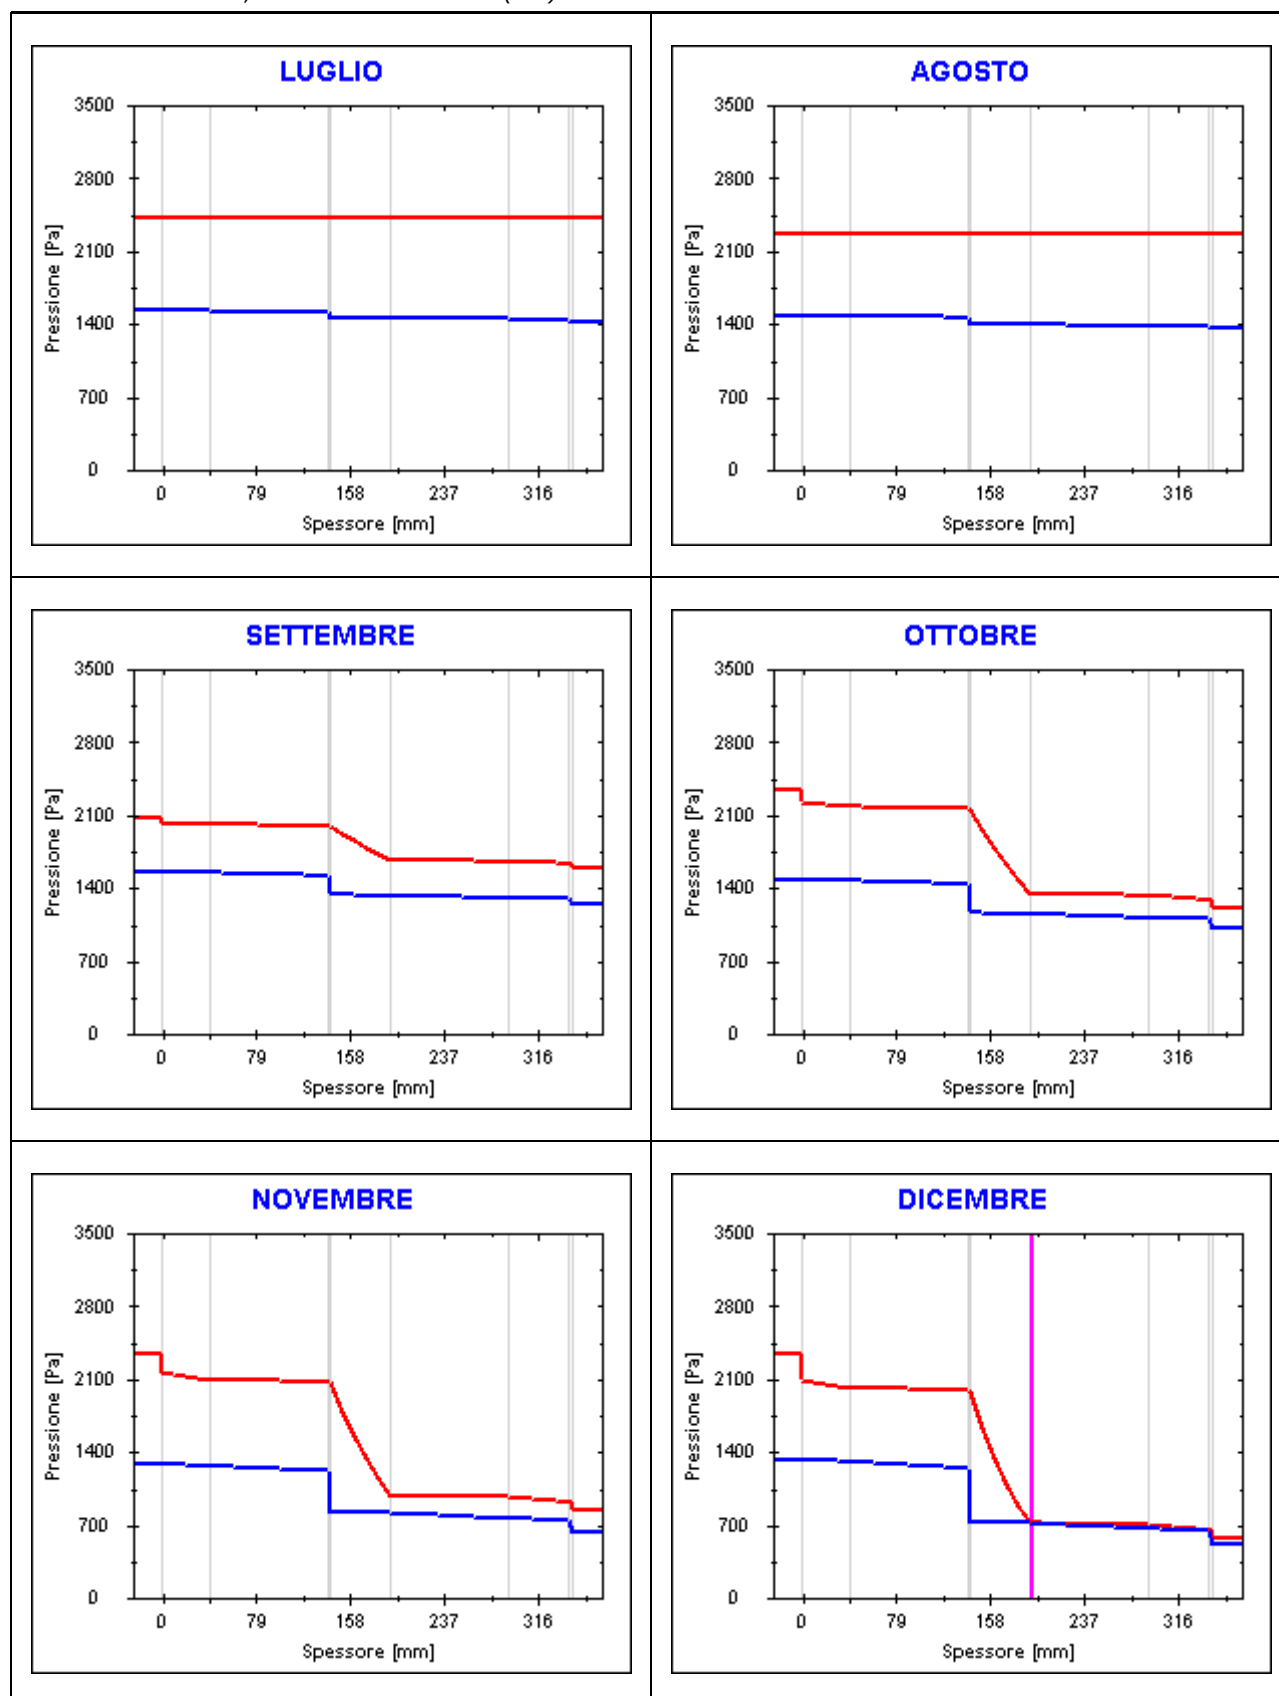 LUGLIO
3500
2800
2100
1400
700
0
Pressione [Pa]
0 79 158 237 316
Spessore [mm]
AGOSTO
3500
2800
2100
1400
700
0
Pressione [Pa]
0 79 158 237 316
Spessore [mm]
SETTEMBRE
3500
2800
2100
1400
700
0
Pressione [Pa]
0 79 158 237 316
Spessore [mm]
OTTOBRE
3500
2800
2100
1400
700
0
Pressione [Pa]
0 79 158 237 316
Spessore [mm]
NOVEMBRE
3500
2800
2100
1400
700
0
Pressione [Pa]
0 79 158 237 316
Spessore [mm]
DICEMBRE
3500
2800
2100
1400
700
0
Pressione [Pa]
0 79 158 237 316
Spessore [mm]